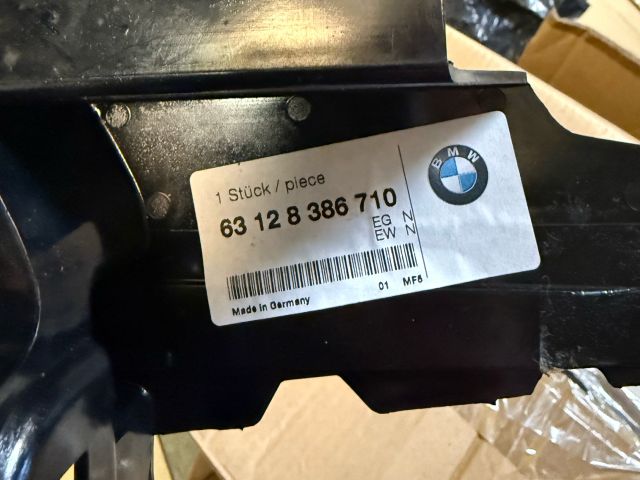 1 Stück / piece
63 12 8 386 710
EG N
EW N
01 MF8
Made in Germany
BMW